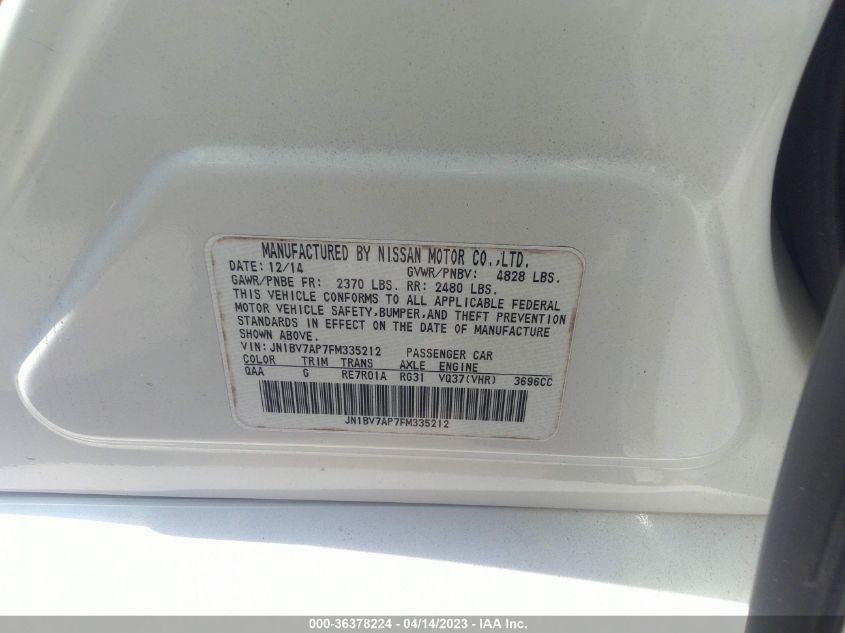 MANUFACTURED BY NISSAN MOTOR CO.,LTD.
DATE: 12/14 GVWR/PNBV: 4828 LBS.
GAWR/PNBE FR: 2370 LBS. RR: 2480 LBS.
THIS VEHICLE CONFORMS TO ALL APPLICABLE FEDERAL
MOTOR VEHICLE SAFETY,BUMPER,AND THEFT PREVENTION
STANDARDS IN EFFECT ON THE DATE OF MANUFACTURE
SHOWN ABOVE.
VIN:JN1BV7AP7FM335212 PASSENGER CAR
COLOR TRIM TRANS AXLE ENGINE
QAA G RE7R01A RG31 VQ37(VHR) 3696CC
JN1BV7AP7FM335212
000-36378224 - 04/14/2023 - IAA Inc.